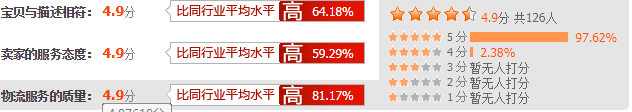 宝贝与描述相符： 4.9分 比同行业平均水平 高 64.18%
卖家的服务态度： 4.9分 比同行业平均水平 高 59.29%
物流服务的质量： 4.9分 比同行业平均水平 高 81.17%
4.9分 共126人
5分 97.62%
4分 2.38%
3分 暂无人打分
2分 暂无人打分
1分 暂无人打分